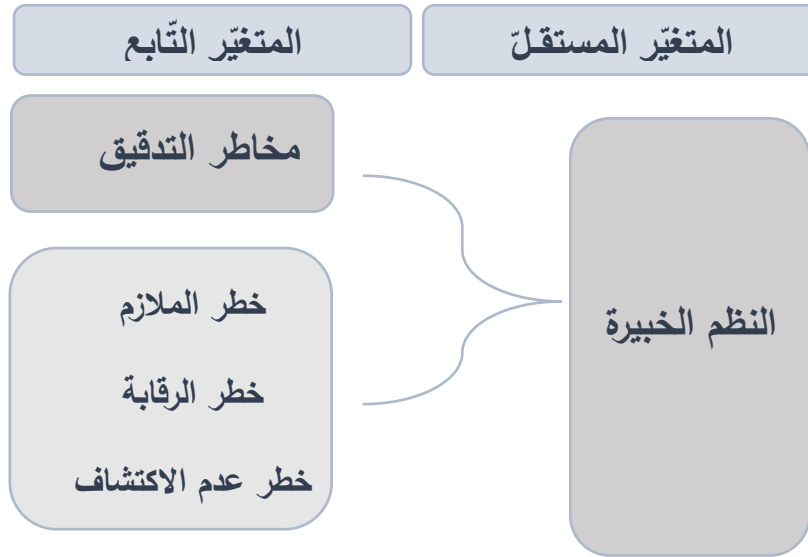 المتغيّر المستقلّ
المتغيّر التّابع
النظم الخبيرة
مخاطر التدقيق
خطر الملازم
خطر الرقابة
خطر عدم الاكتشاف